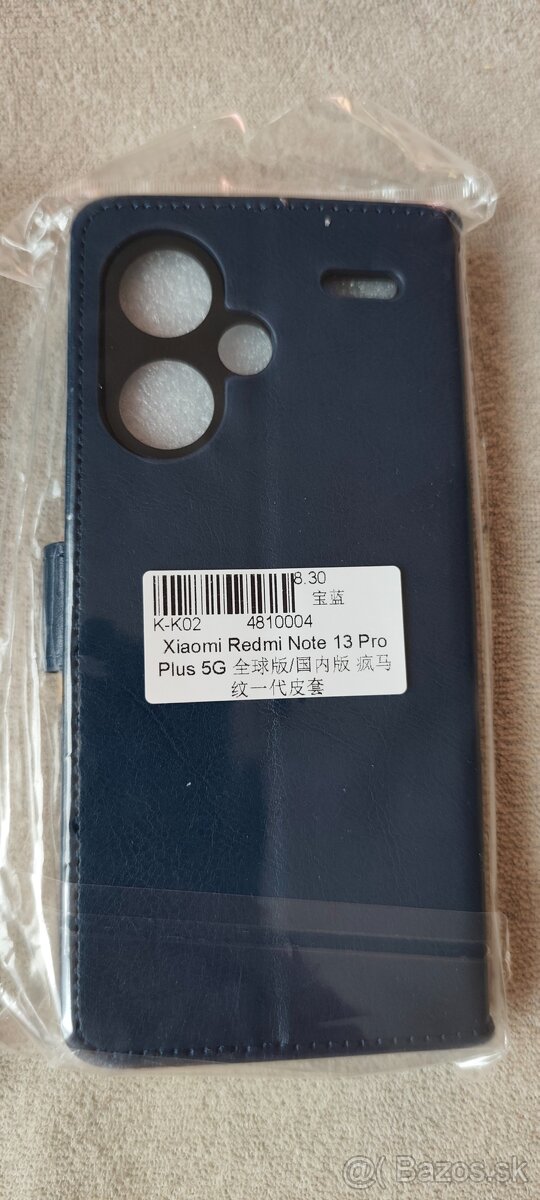 8.30
宝蓝
K-K02 4810004
Xiaomi Redmi Note 13 Pro
Plus 5G 全球版/国内版 疯马
纹一代皮套
@( Bazos.sk